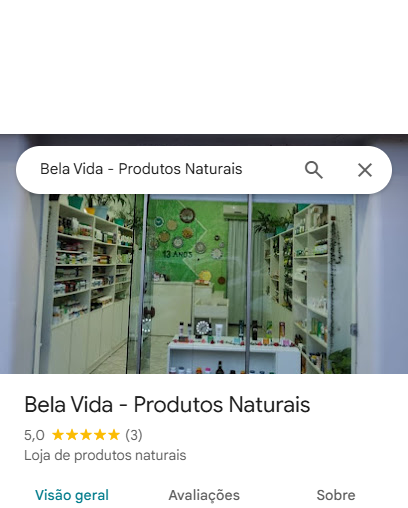 Bela Vida - Produtos Naturais
13 ANOS
Bela Vida - Produtos Naturais
5,0 ★★★★★ (3)
Loja de produtos naturais
Visão geral Avaliações Sobre